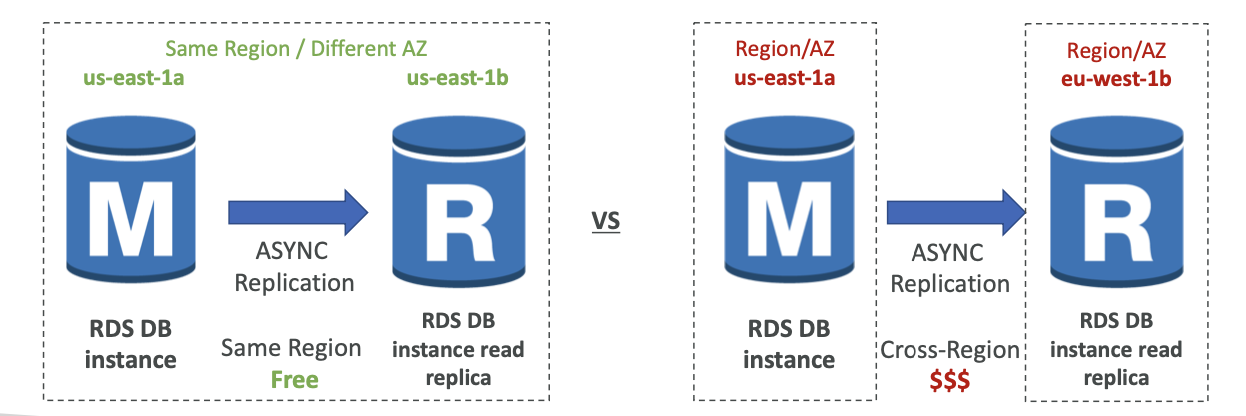 Same Region / Different AZ
us-east-1a
us-east-1b
M
R
ASYNC
Replication
RDS DB
instance
Same Region
Free
RDS DB
instance read
replica
VS
Region/AZ
us-east-1a
Region/AZ
eu-west-1b
M
R
ASYNC
Replication
RDS DB
instance
Cross-Region
$$$
RDS DB
instance read
replica